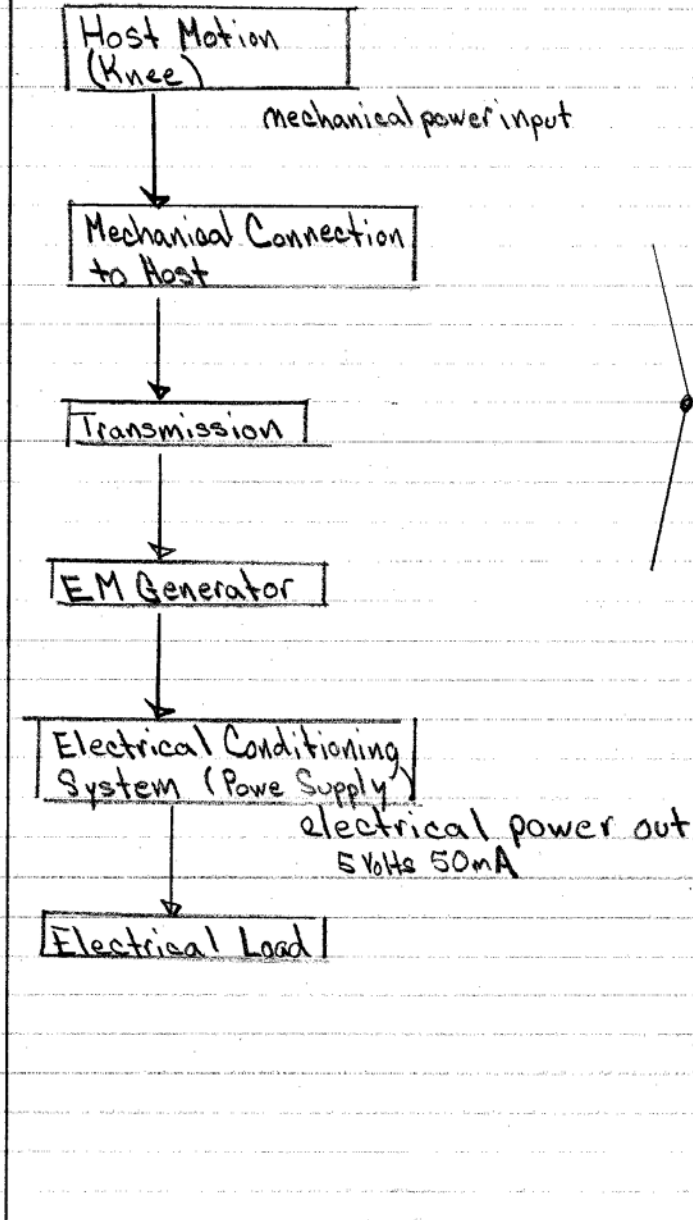 Host Motion
(Knee)
mechanical power input
Mechanical Connection
to Host
Transmission
EM Generator
Electrical Conditioning
System (Powe Supply)
electrical power out
5 Volts 50mA
Electrical Load